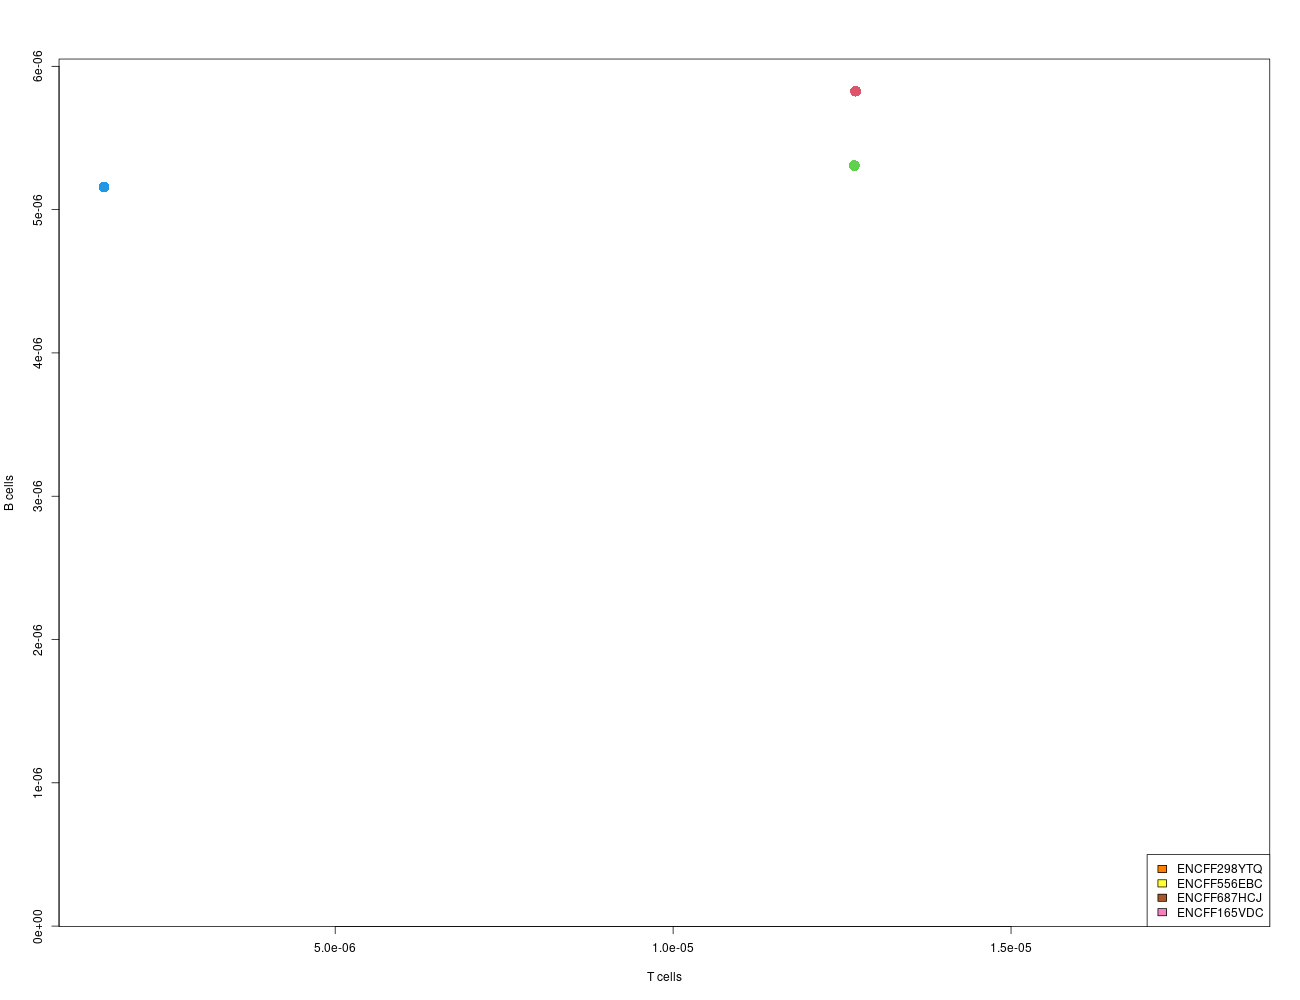 6e-06
5e-06
4e-06
3e-06
2e-06
1e-06
0e+00
B cells
5.0e-06
1.0e-05
1.5e-05
T cells
ENCFF298YTQ
ENCFF556EBC
ENCFF687HCJ
ENCFF165VDC